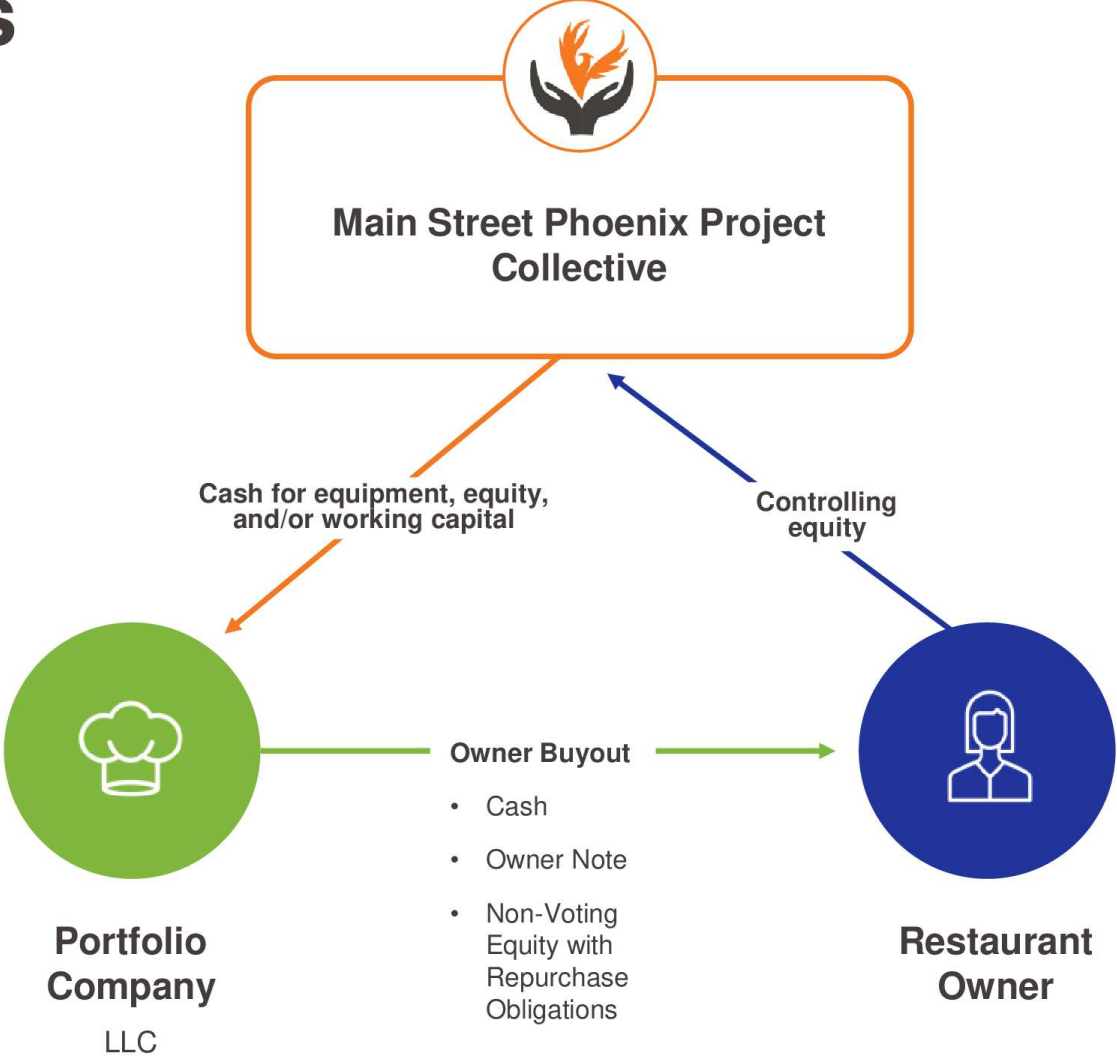 s
Main Street Phoenix Project
Collective
Cash for equipment, equity,
and/or working capital
Controlling
equity
Owner Buyout
• Cash
• Owner Note
• Non-Voting
Equity with
Repurchase
Obligations
Portfolio
Company
LLC
Restaurant
Owner